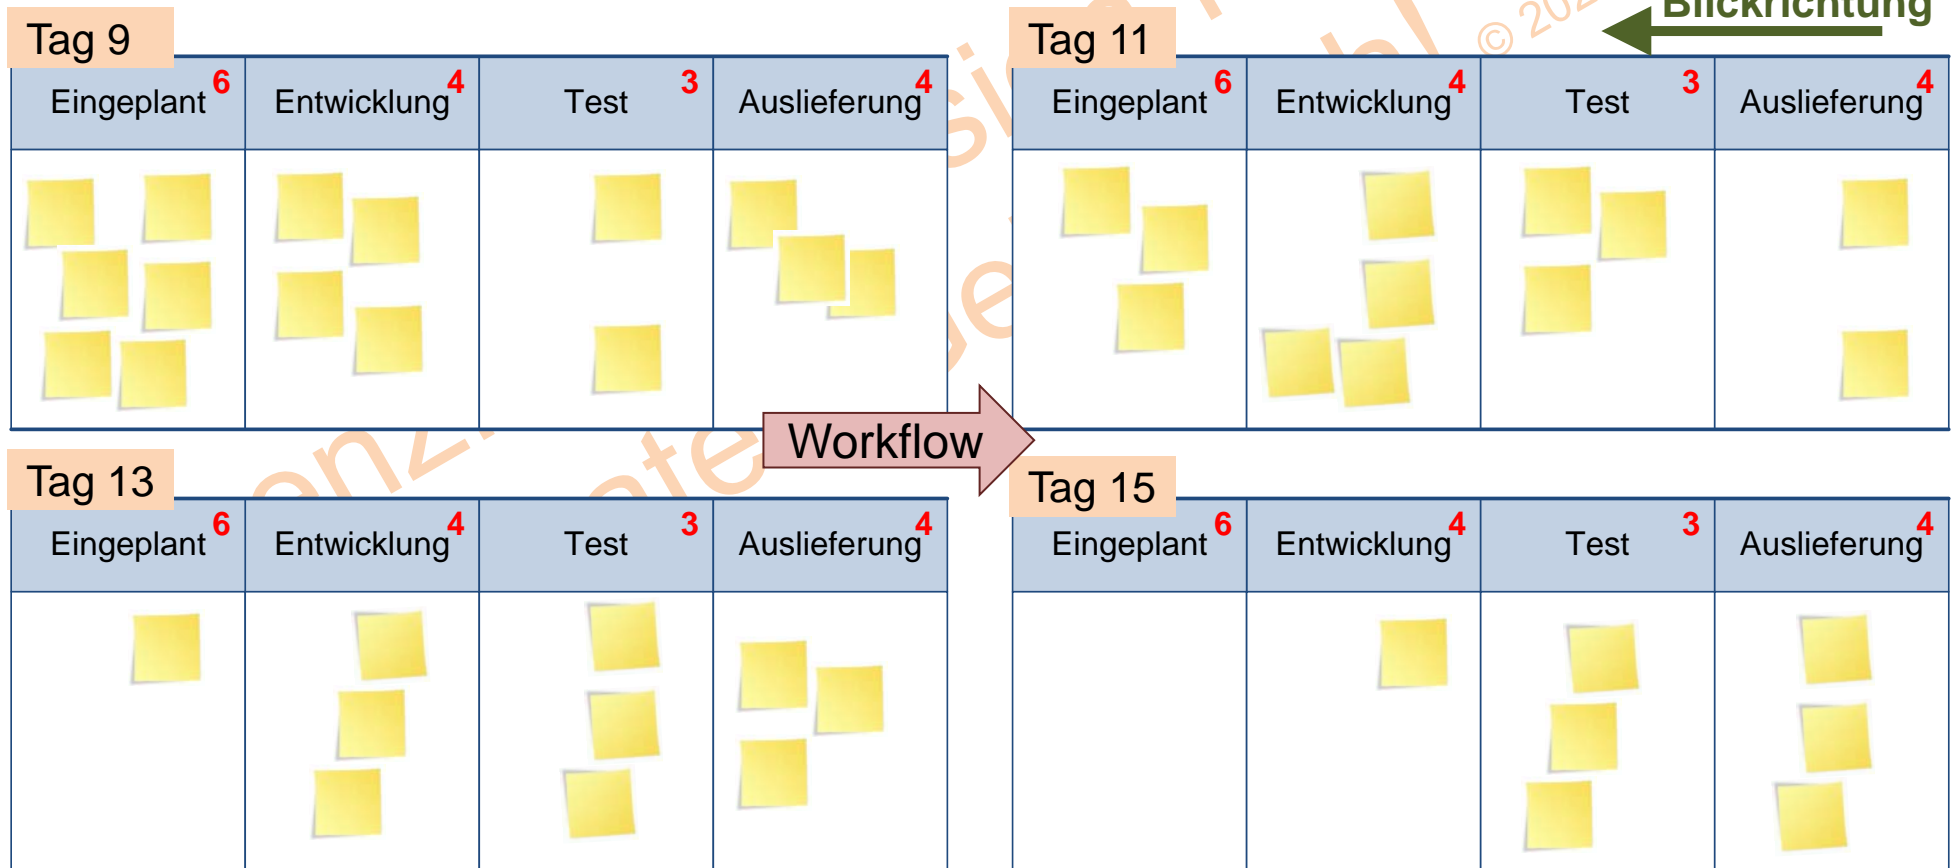 Blickrichtung
Tag 9
Eingeplant 6 Entwicklung 4 Test 3 Auslieferung 4
Tag 11
Eingeplant 6 Entwicklung 4 Test 3 Auslieferung 4
Workflow
Tag 13
Eingeplant 6 Entwicklung 4 Test 3 Auslieferung 4
Tag 15
Eingeplant 6 Entwicklung 4 Test 3 Auslieferung 4